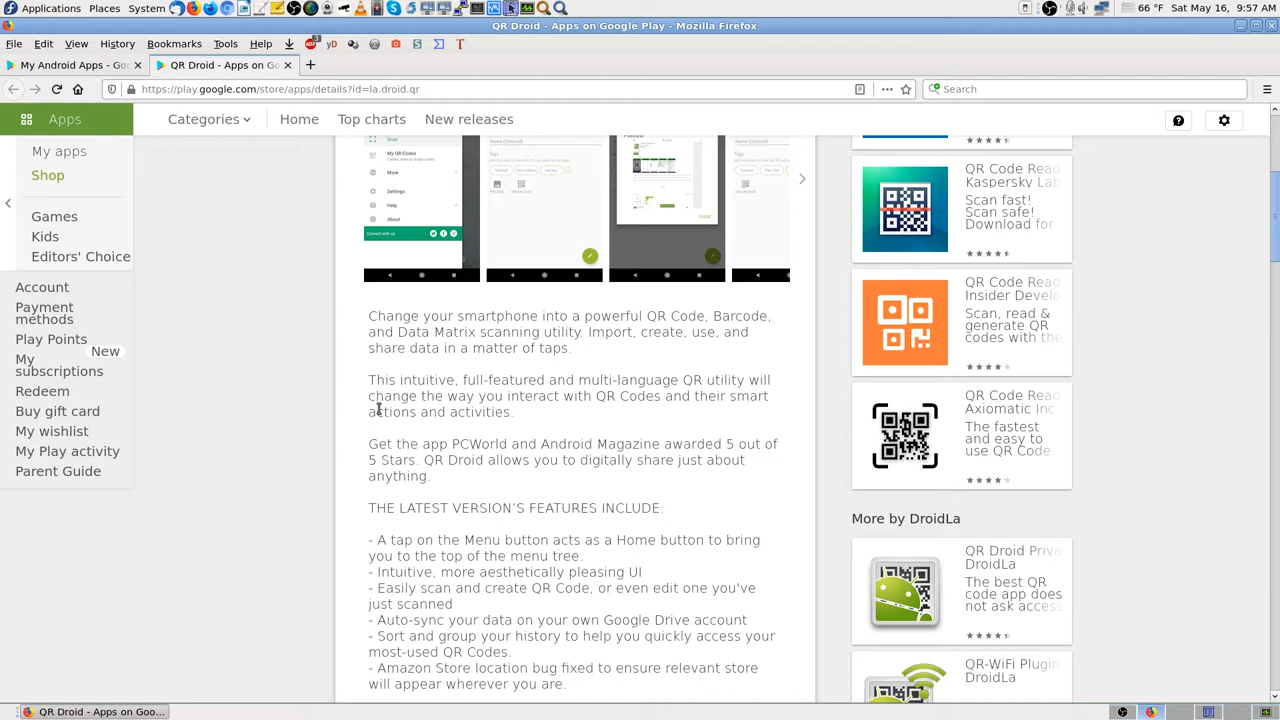 Applications Places System 66 °F Sat May 16, 9:57 AM
QR Droid - Apps on Google Play - Mozilla Firefox
File Edit View History Bookmarks Tools Help
My Android Apps - Goo
QR Droid - Apps on Go
https://play.google.com/store/apps/details?id=la.droid.qr
Search
Apps
Categories
Home
Top charts
New releases
My apps
Shop
Games
Kids
Editors' Choice
Account
Payment
methods
Play Points
New
My
subscriptions
Redeem
Buy gift card
My wishlist
My Play activity
Parent Guide
Scan
My QR Codes
More
Settings
Help
About
Connect with us:
CLOSE
Change your smartphone into a powerful QR Code, Barcode,
and Data Matrix scanning utility. Import, create, use, and
share data in a matter of taps.
This intuitive, full-featured and multi-language QR utility will
change the way you interact with QR Codes and their smart
actions and activities.
Get the app PCWorld and Android Magazine awarded 5 out of
5 Stars. QR Droid allows you to digitally share just about
anything.
THE LATEST VERSION'S FEATURES INCLUDE:
- A tap on the Menu button acts as a Home button to bring
you to the top of the menu tree.
- Intuitive, more aesthetically pleasing UI
- Easily scan and create QR Code, or even edit one you've
just scanned
- Auto-sync your data on your own Google Drive account
- Sort and group your history to help you quickly access your
most-used QR Codes.
- Amazon Store location bug fixed to ensure relevant store
will appear wherever you are.
QR Code Read
Kaspersky Lab
Scan fast!
Scan safe!
Download for
QR Code Read
Insider Develo
Scan, read &
generate QR
codes with the
QR Code Read
Axiomatic Inc
The fastest
and easy to
use QR Code
More by DroidLa
QR Droid Priva
DroidLa
The best QR
code app does
not ask access
QR-WiFi Plugin
DroidLa
QR Droid - Apps on Goo...